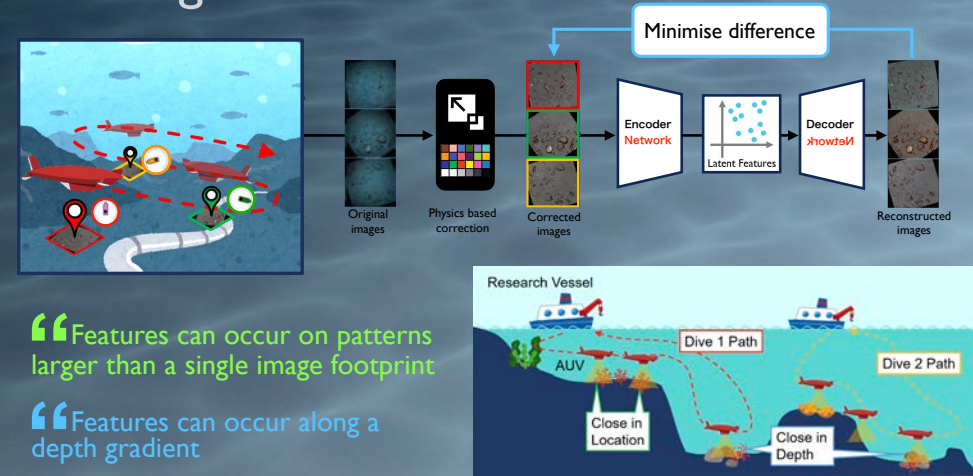 Minimise difference
Encoder
Network
Latent Features
Decoder
Network
Original
images
Physics based
correction
Corrected
images
Reconstructed
images
“Features can occur on patterns
larger than a single image footprint
“Features can occur along a
depth gradient
Research Vessel
Dive 1 Path
AUV
Dive 2 Path
Close in
Location
Close in
Depth